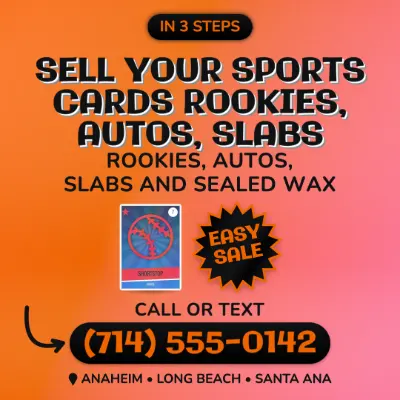 IN 3 STEPS
SELL YOUR SPORTS
CARDS ROOKIES,
AUTOS, SLABS
ROOKIES, AUTOS,
SLABS AND SEALED WAX
SHORTSTOP
EASY
SALE
CALL OR TEXT
(714) 555-0142
ANAHEIM • LONG BEACH • SANTA ANA